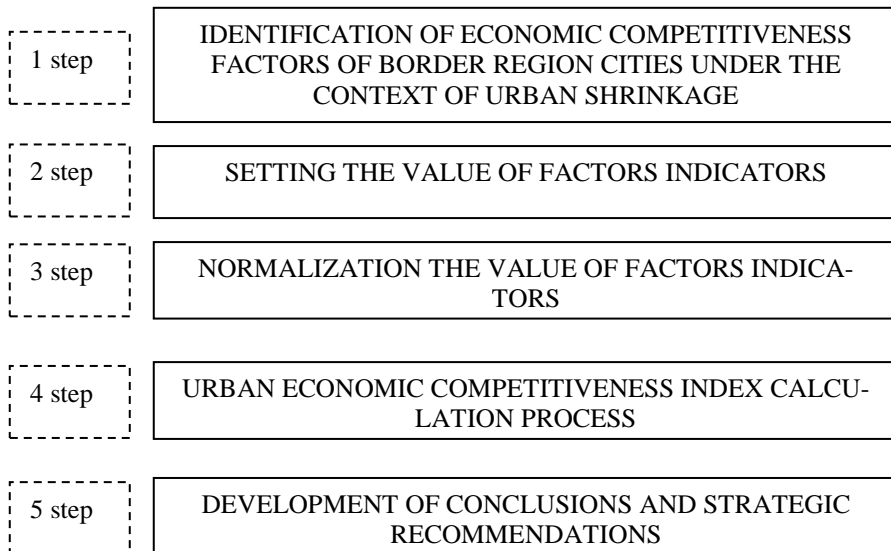 1 step
IDENTIFICATION OF ECONOMIC COMPETITIVENESS
FACTORS OF BORDER REGION CITIES UNDER THE
CONTEXT OF URBAN SHRINKAGE
2 step
SETTING THE VALUE OF FACTORS INDICATORS
3 step
NORMALIZATION THE VALUE OF FACTORS INDICA-
TORS
4 step
URBAN ECONOMIC COMPETITIVENESS INDEX CALCU-
LATION PROCESS
5 step
DEVELOPMENT OF CONCLUSIONS AND STRATEGIC
RECOMMENDATIONS